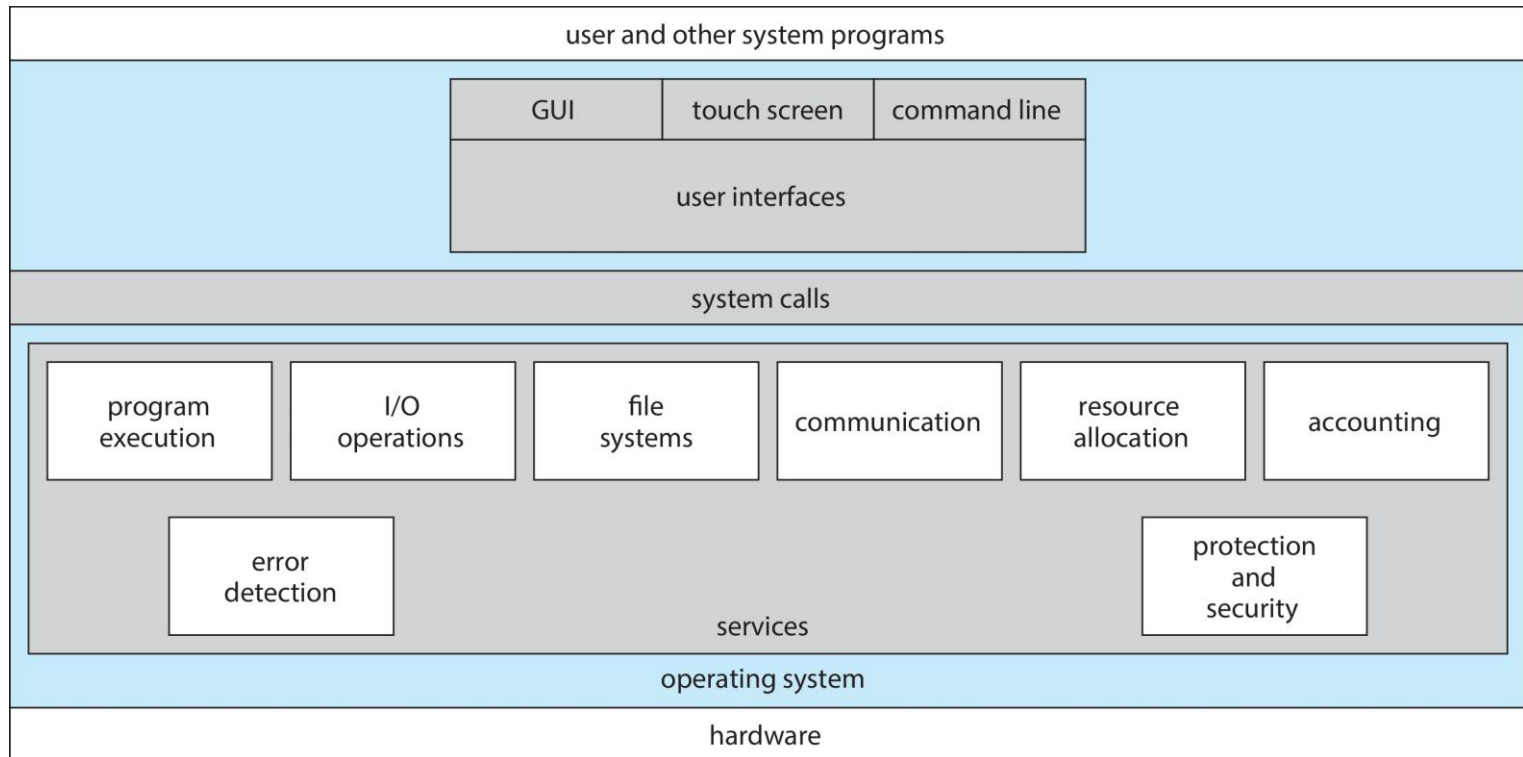 user and other system programs
GUI
touch screen
command line
user interfaces
system calls
program
execution
I/O
operations
file
systems
communication
resource
allocation
accounting
error
detection
protection
and
security
services
operating system
hardware